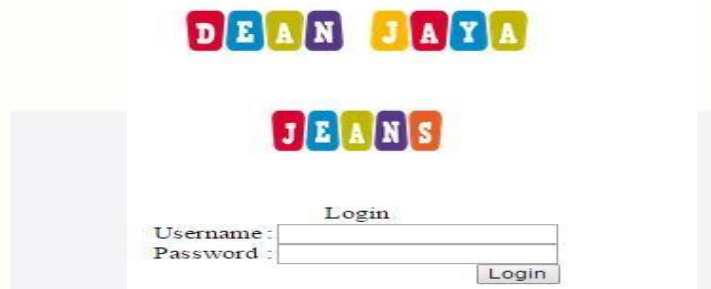 DEAN JAYA
JEANS
Login
Username :
Password :
Login